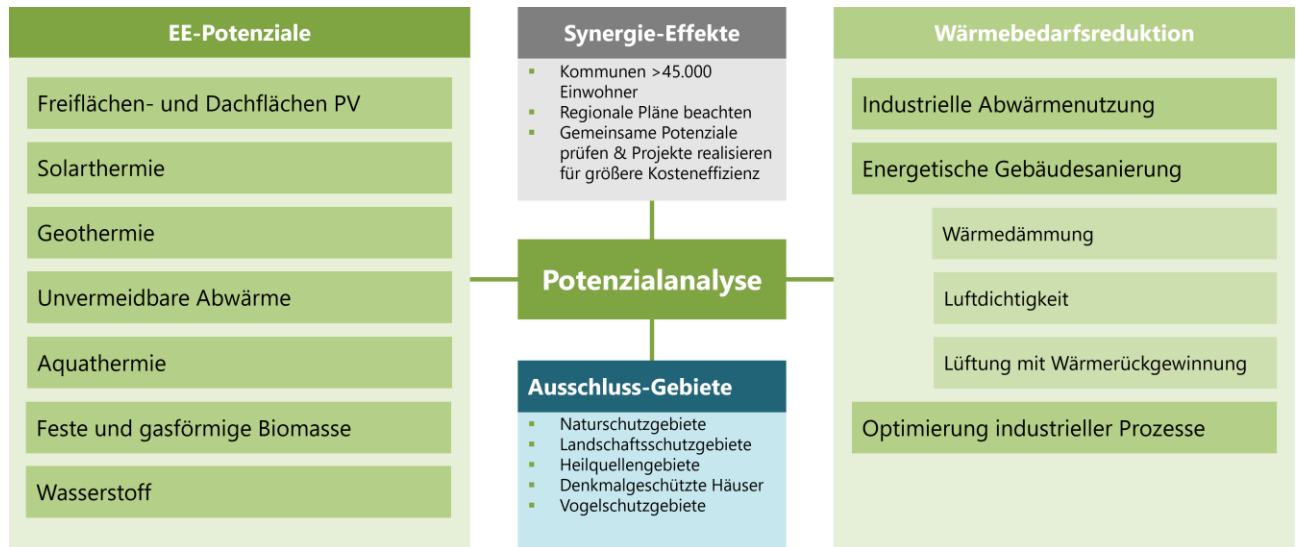 EE-Potenziale
Freiflächen- und Dachflächen PV
Solarthermie
Geothermie
Unvermeidbare Abwärme
Aquathermie
Feste und gasförmige Biomasse
Wasserstoff
Synergie-Effekte
Kommunen >45.000
Einwohner
Regionale Pläne beachten
Gemeinsame Potenziale
prüfen & Projekte realisieren
für größere Kosteneffizienz
Potenzialanalyse
Ausschluss-Gebiete
Naturschutzgebiete
Landschaftsschutzgebiete
Heilquellengebiete
Denkmalgeschützte Häuser
Vogelschutzgebiete
Wärmebedarfsreduktion
Industrielle Abwärmenutzung
Energetische Gebäudesanierung
Wärmedämmung
Luftdichtigkeit
Lüftung mit Wärmerückgewinnung
Optimierung industrieller Prozesse